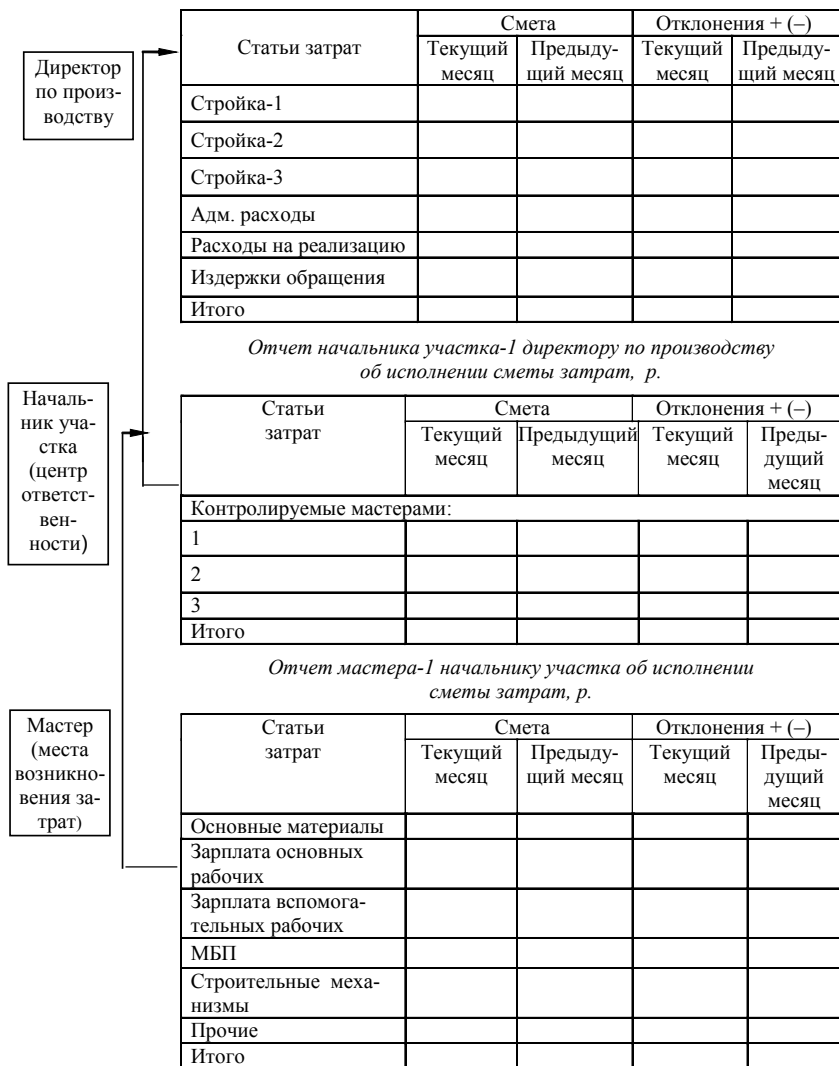 Директор
по произ-
водству
Статьи затрат
Смета
Отклонения + (–)
Текущий
месяц
Предыду-
щий месяц
Текущий
месяц
Предыду-
щий месяц
Стройка-1
Стройка-2
Стройка-3
Адм. расходы
Расходы на реализацию
Издержки обращения
Итого
Отчет начальника участка-1 директору по производству
об исполнении сметы затрат, р.
Началь-
ник уча-
стка
(центр
ответст-
вен-
ности)
Статьи
затрат
Смета
Отклонения + (–)
Текущий
месяц
Предыдущий
месяц
Текущий
месяц
Преды-
дущий
месяц
Контролируемые мастерами:
1
2
3
Итого
Отчет мастера-1 начальнику участка об исполнении
сметы затрат, р.
Мастер
(места
возникно-
вения за-
трат)
Статьи
затрат
Смета
Отклонения + (–)
Текущий
месяц
Предыду-
щий месяц
Текущий
месяц
Преды-
дущий
месяц
Основные материалы
Зарплата основных
рабочих
Зарплата вспомога-
тельных рабочих
МБП
Строительные меха-
низмы
Прочие
Итого